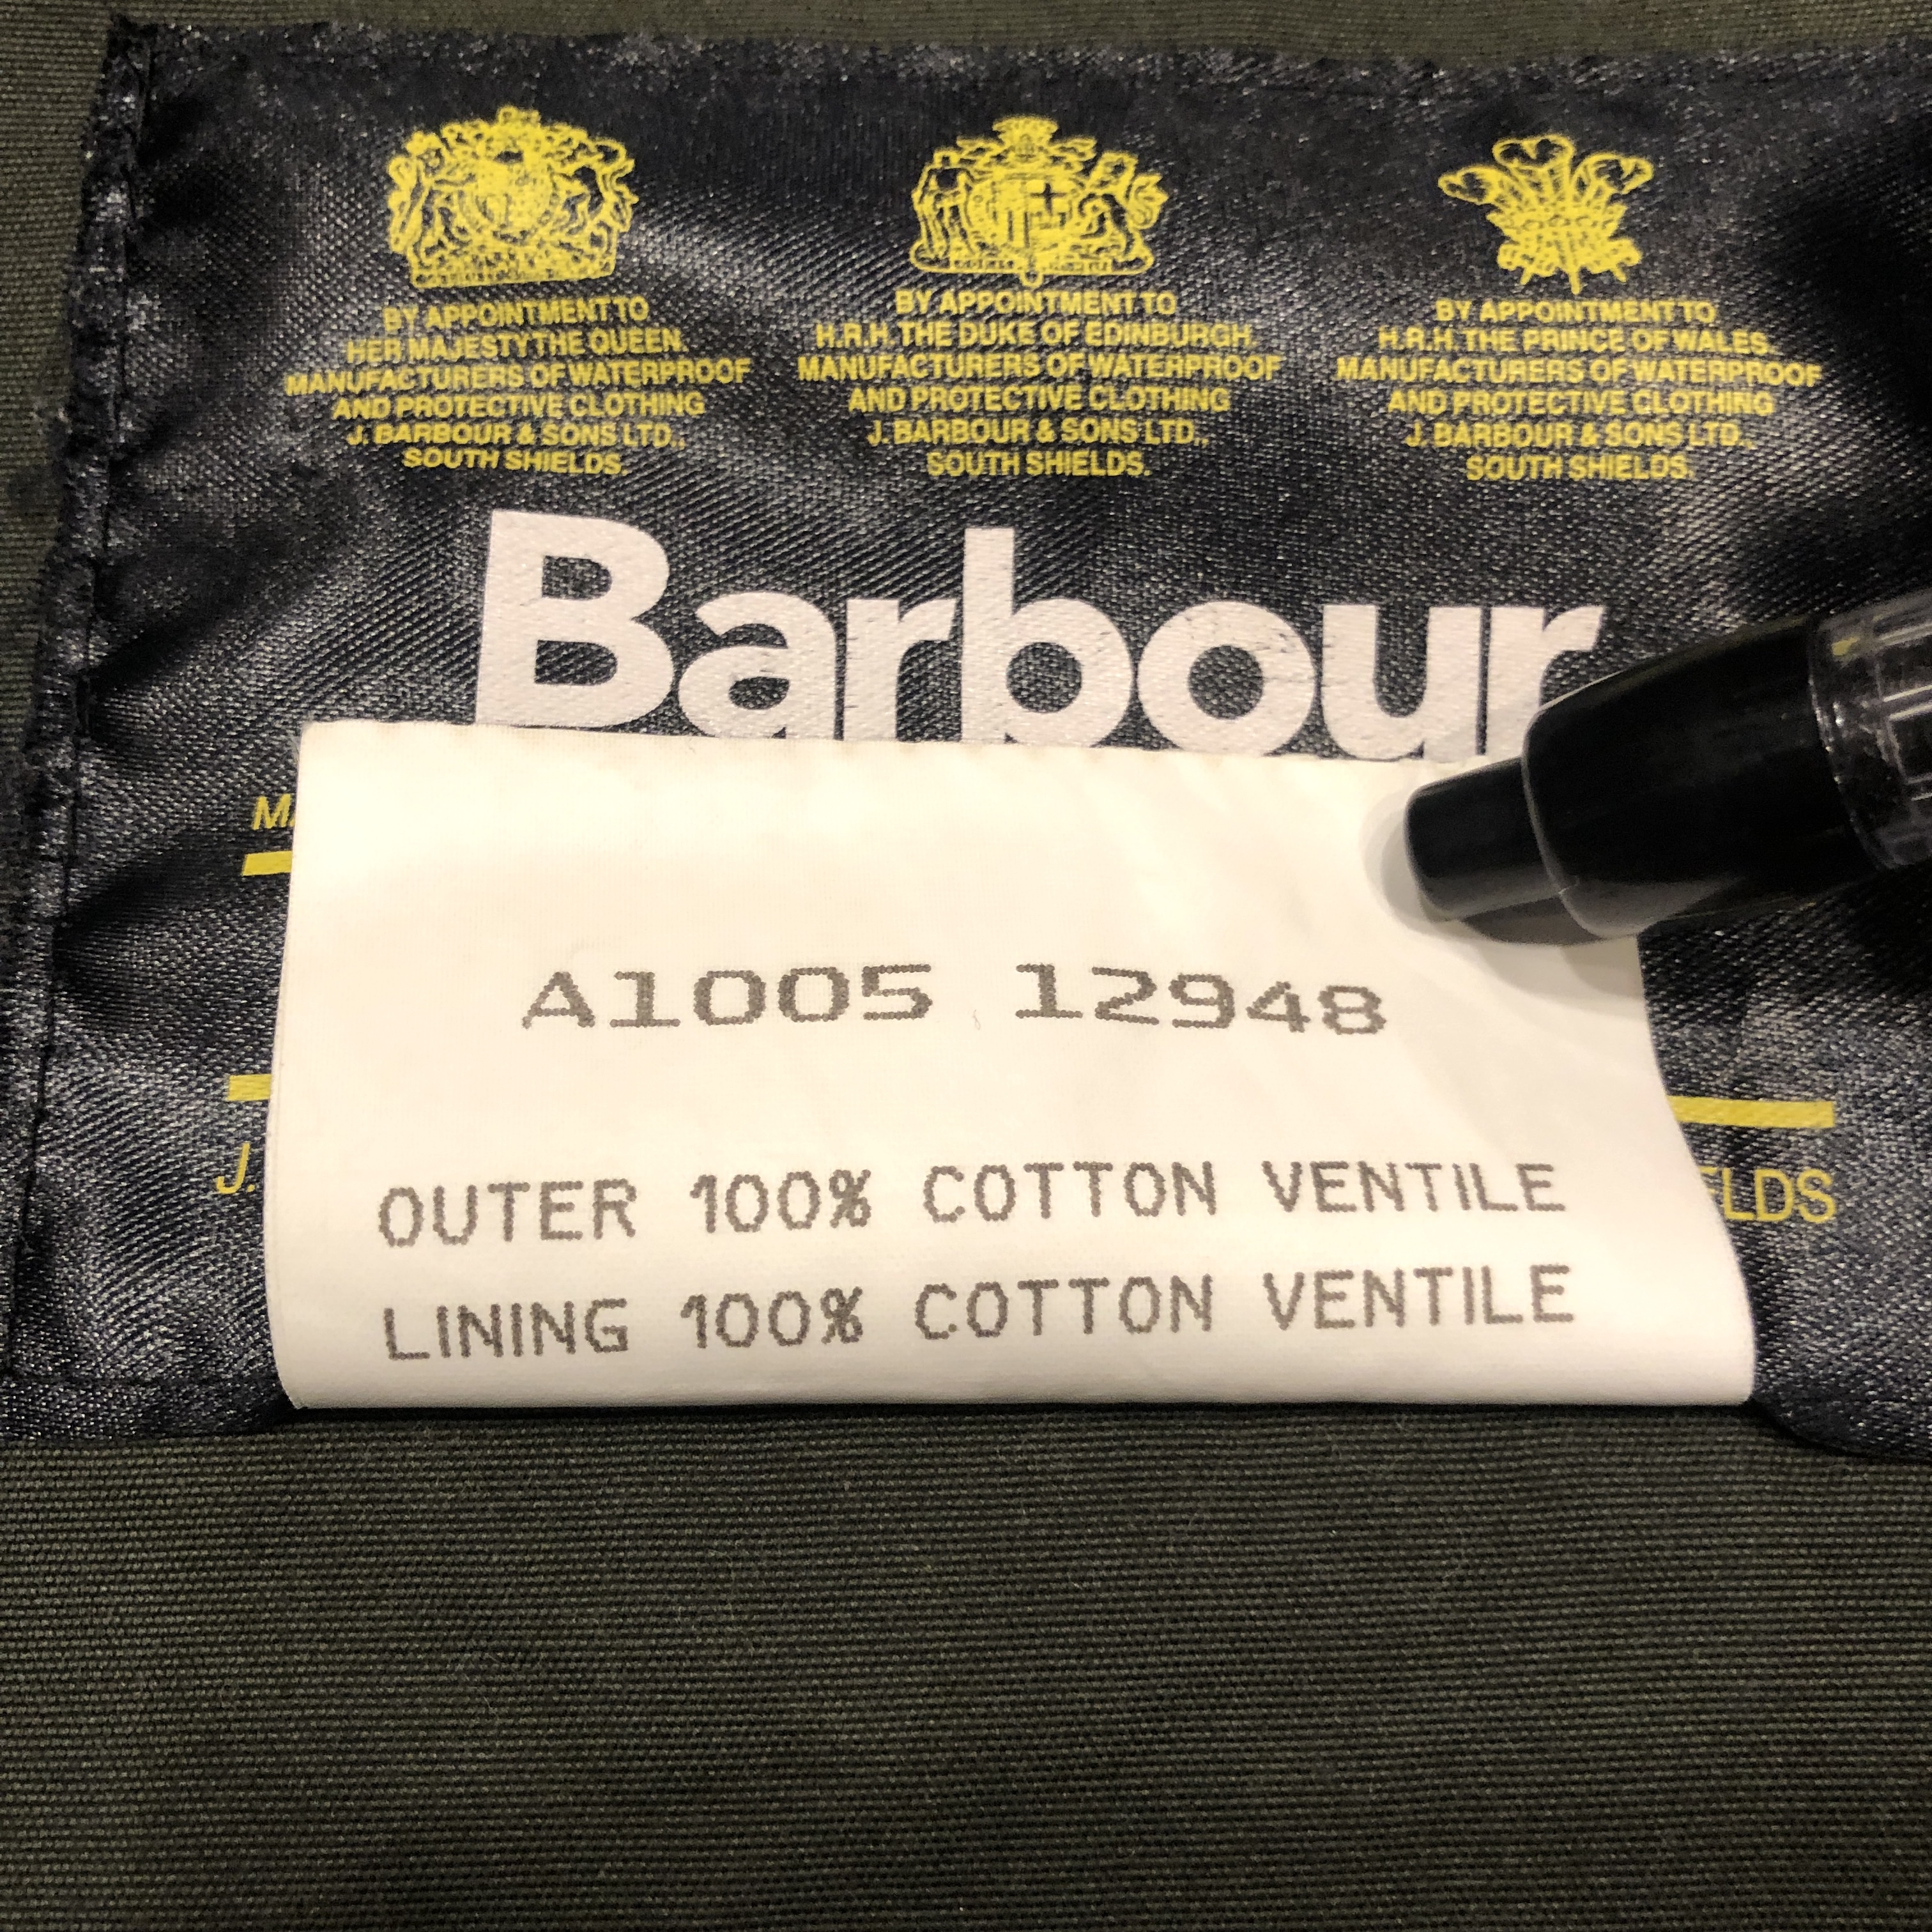 BY APPOINTMENT TO
HER MAJESTY THE QUEEN.
MANUFACTURERS OF WATERPROOF
AND PROTECTIVE CLOTHING
J. BARBOUR & SONS LTD.,
SOUTH SHIELDS.
BY APPOINTMENT TO
H.R.H. THE DUKE OF EDINBURGH.
MANUFACTURERS OF WATERPROOF
AND PROTECTIVE CLOTHING
J. BARBOUR & SONS LTD.,
SOUTH SHIELDS.
BY APPOINTMENT TO
H.R.H. THE PRINCE OF WALES.
MANUFACTURERS OF WATERPROOF
AND PROTECTIVE CLOTHING
J. BARBOUR & SONS LTD.,
SOUTH SHIELDS.
Barbour
A1005 12948
J.
OUTER 100% COTTON VENTILE
LINING 100% COTTON VENTILE